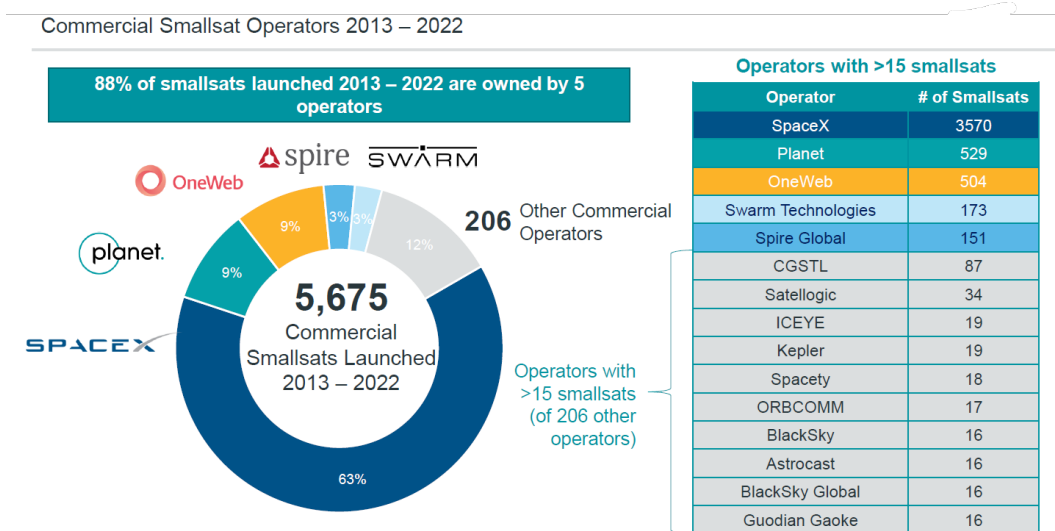 Commercial Smallsat Operators 2013 – 2022
88% of smallsats launched 2013 – 2022 are owned by 5
operators
spire
SWARM
OneWeb
planet.
SPACEX
3%
3%
9%
12%
9%
63%
206 Other Commercial
Operators
5,675
Commercial
Smallsats Launched
2013 – 2022
Operators with
>15 smallsats
(of 206 other
operators)
Operators with >15 smallsats
Operator # of Smallsats
SpaceX 3570
Planet 529
OneWeb 504
Swarm Technologies 173
Spire Global 151
CGSTL 87
Satellogic 34
ICEYE 19
Kepler 19
Spacety 18
ORBCOMM 17
BlackSky 16
Astrocast 16
BlackSky Global 16
Guodian Gaoke 16